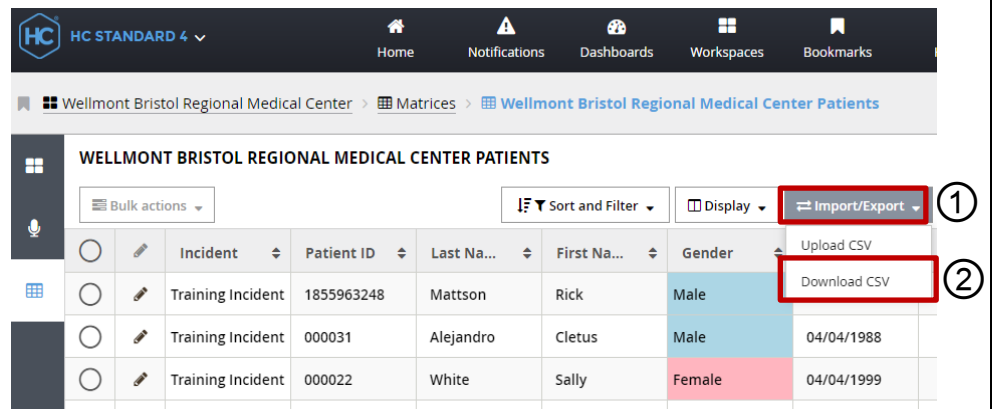 HC HC STANDARD 4 Home Notifications Dashboards Workspaces Bookmarks
Wellmont Bristol Regional Medical Center > Matrices > Wellmont Bristol Regional Medical Center Patients
WELLMONT BRISTOL REGIONAL MEDICAL CENTER PATIENTS
Bulk actions Sort and Filter Display Import/Export 1
Upload CSV
Download CSV 2
Incident Patient ID Last Na... First Na... Gender
Training Incident 1855963248 Mattson Rick Male
Training Incident 000031 Alejandro Cletus Male 04/04/1988
Training Incident 000022 White Sally Female 04/04/1999